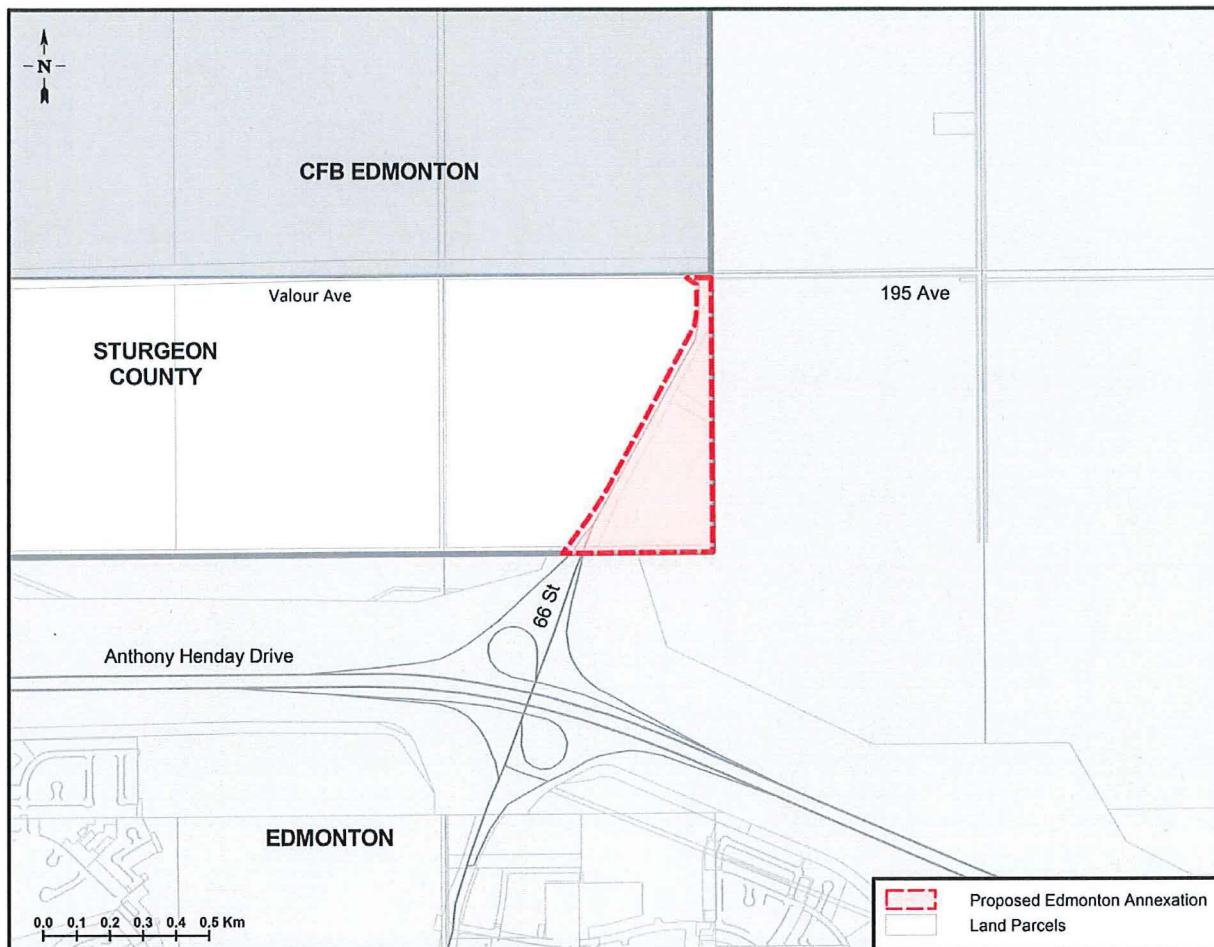 N
CFB EDMONTON
Valour Ave
195 Ave
STURGEON
COUNTY
66 St
Anthony Henday Drive
EDMONTON
0.0 0.1 0.2 0.3 0.4 0.5 Km
Proposed Edmonton Annexation
Land Parcels